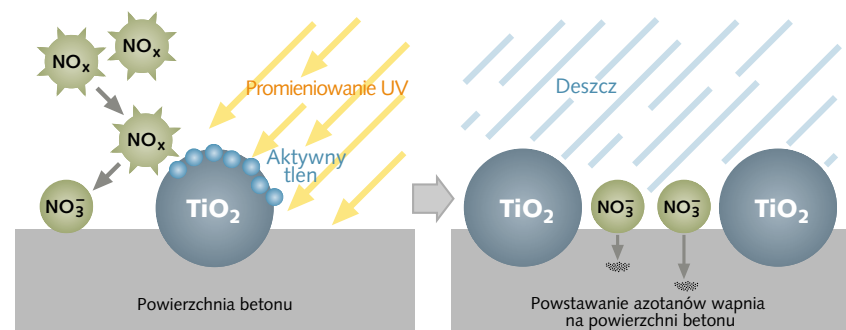 NOₓ
NOₓ
Promieniowanie UV
NOₓ
Aktywny
tlen
NO₃⁻
TiO₂
Powierzchnia betonu
Deszcz
TiO₂
NO₃⁻
NO₃⁻
TiO₂
Powstawanie azotanów wapnia
na powierzchni betonu